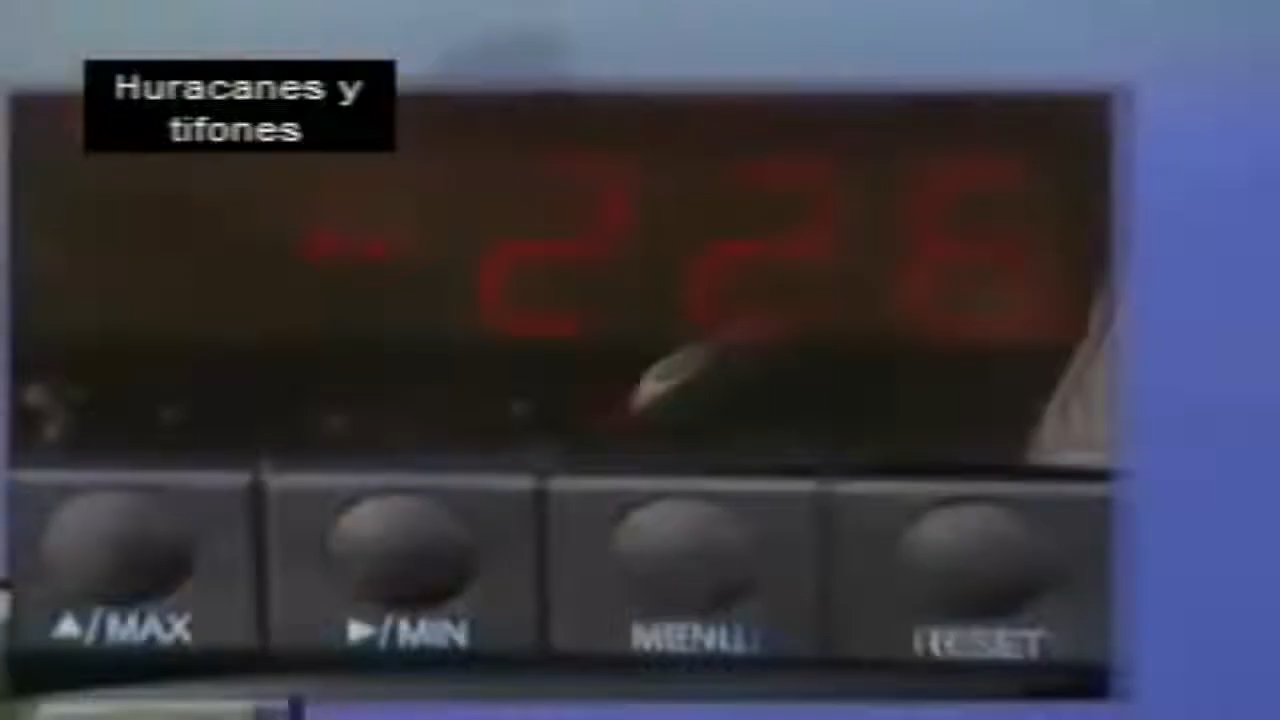 Huracanes y
tifones
-226
▲/MAX
►/MIN
MENU
RESET